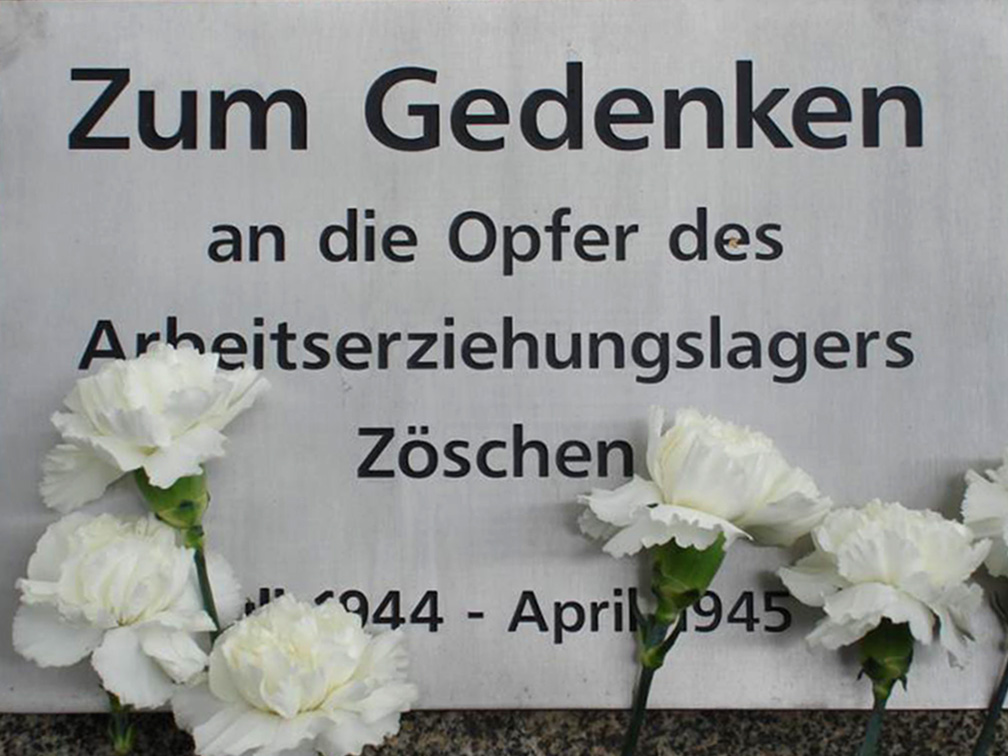 Zum Gedenken
an die Opfer des
Arbeitserziehungslagers
Zöschen
1944 - April 1945